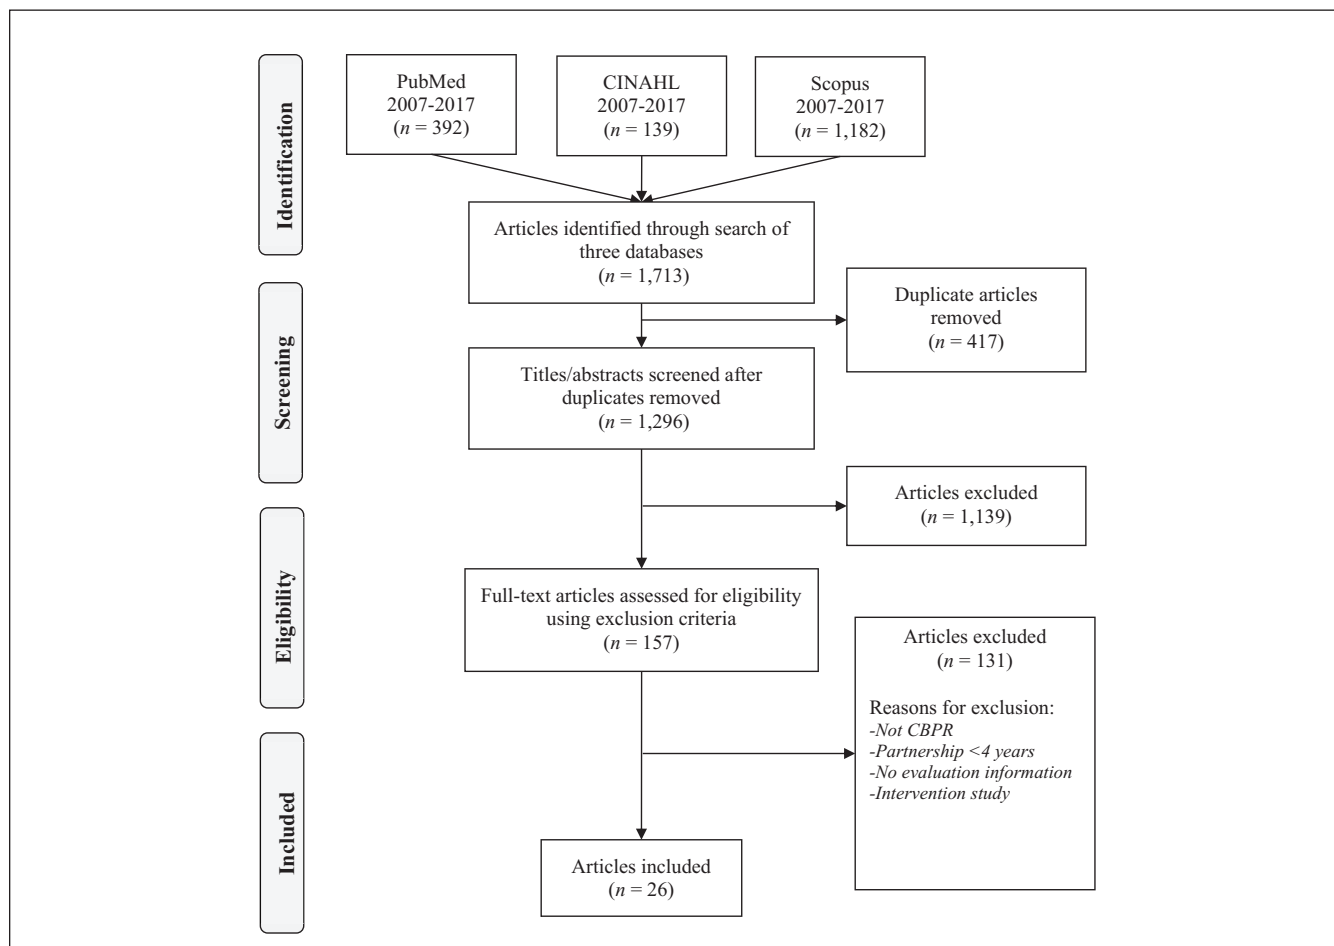 Identification
PubMed
2007-2017
(n = 392)
CINAHL
2007-2017
(n = 139)
Scopus
2007-2017
(n = 1,182)
Articles identified through search of
three databases
(n = 1,713)
Screening
Duplicate articles
removed
(n = 417)
Titles/abstracts screened after
duplicates removed
(n = 1,296)
Articles excluded
(n = 1,139)
Eligibility
Full-text articles assessed for eligibility
using exclusion criteria
(n = 157)
Articles excluded
(n = 131)
Reasons for exclusion:
-Not CBPR
-Partnership <4 years
-No evaluation information
-Intervention study
Included
Articles included
(n = 26)